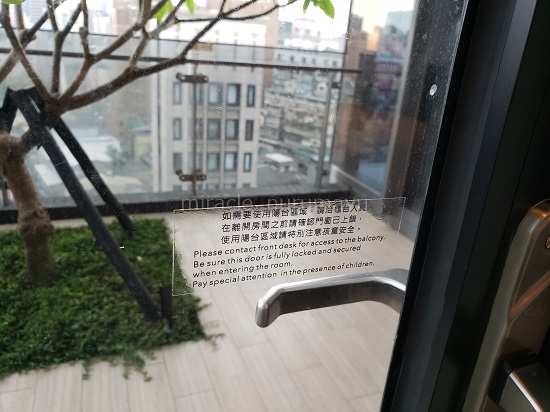 如需要使用陽台區域，請洽櫃台人員
在離開房間之前請確認門窗已上鎖。
使用陽台區域請特別注意孩童安全。
Please contact front desk for access to the balcony.
Be sure this door is fully locked and secured
when entering the room.
Pay special attention in the presence of children.